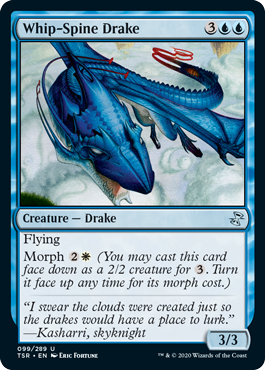 Whip-Spine Drake 3
Creature — Drake
Flying
Morph 2 (You may cast this card
face down as a 2/2 creature for 3. Turn
it face up any time for its morph cost.)
“I swear the clouds were created just so
the drakes would have a place to lurk.”
—Kasharri, skyknight
3/3
099/289 U
TSR • EN Eric Fortune
™ & © 2020 Wizards of the Coast